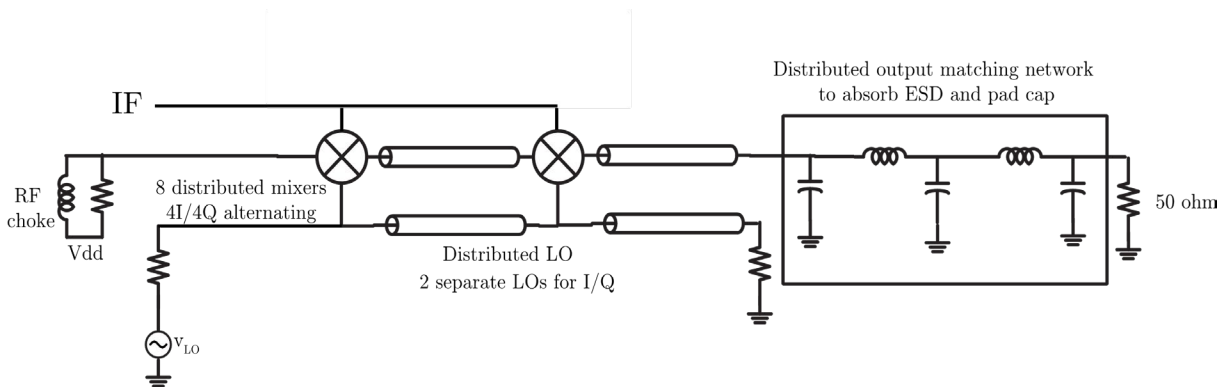 Distributed output matching network
to absorb ESD and pad cap
IF
RF
choke
Vdd
8 distributed mixers
4I/4Q alternating
Distributed LO
2 separate LOs for I/Q
50 ohm
vLO